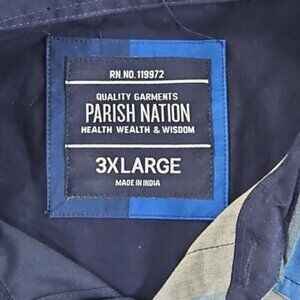 RN.NO.119972
QUALITY GARMENTS
PARISH NATION
HEALTH WEALTH & WISDOM
3XLARGE
MADE IN INDIA